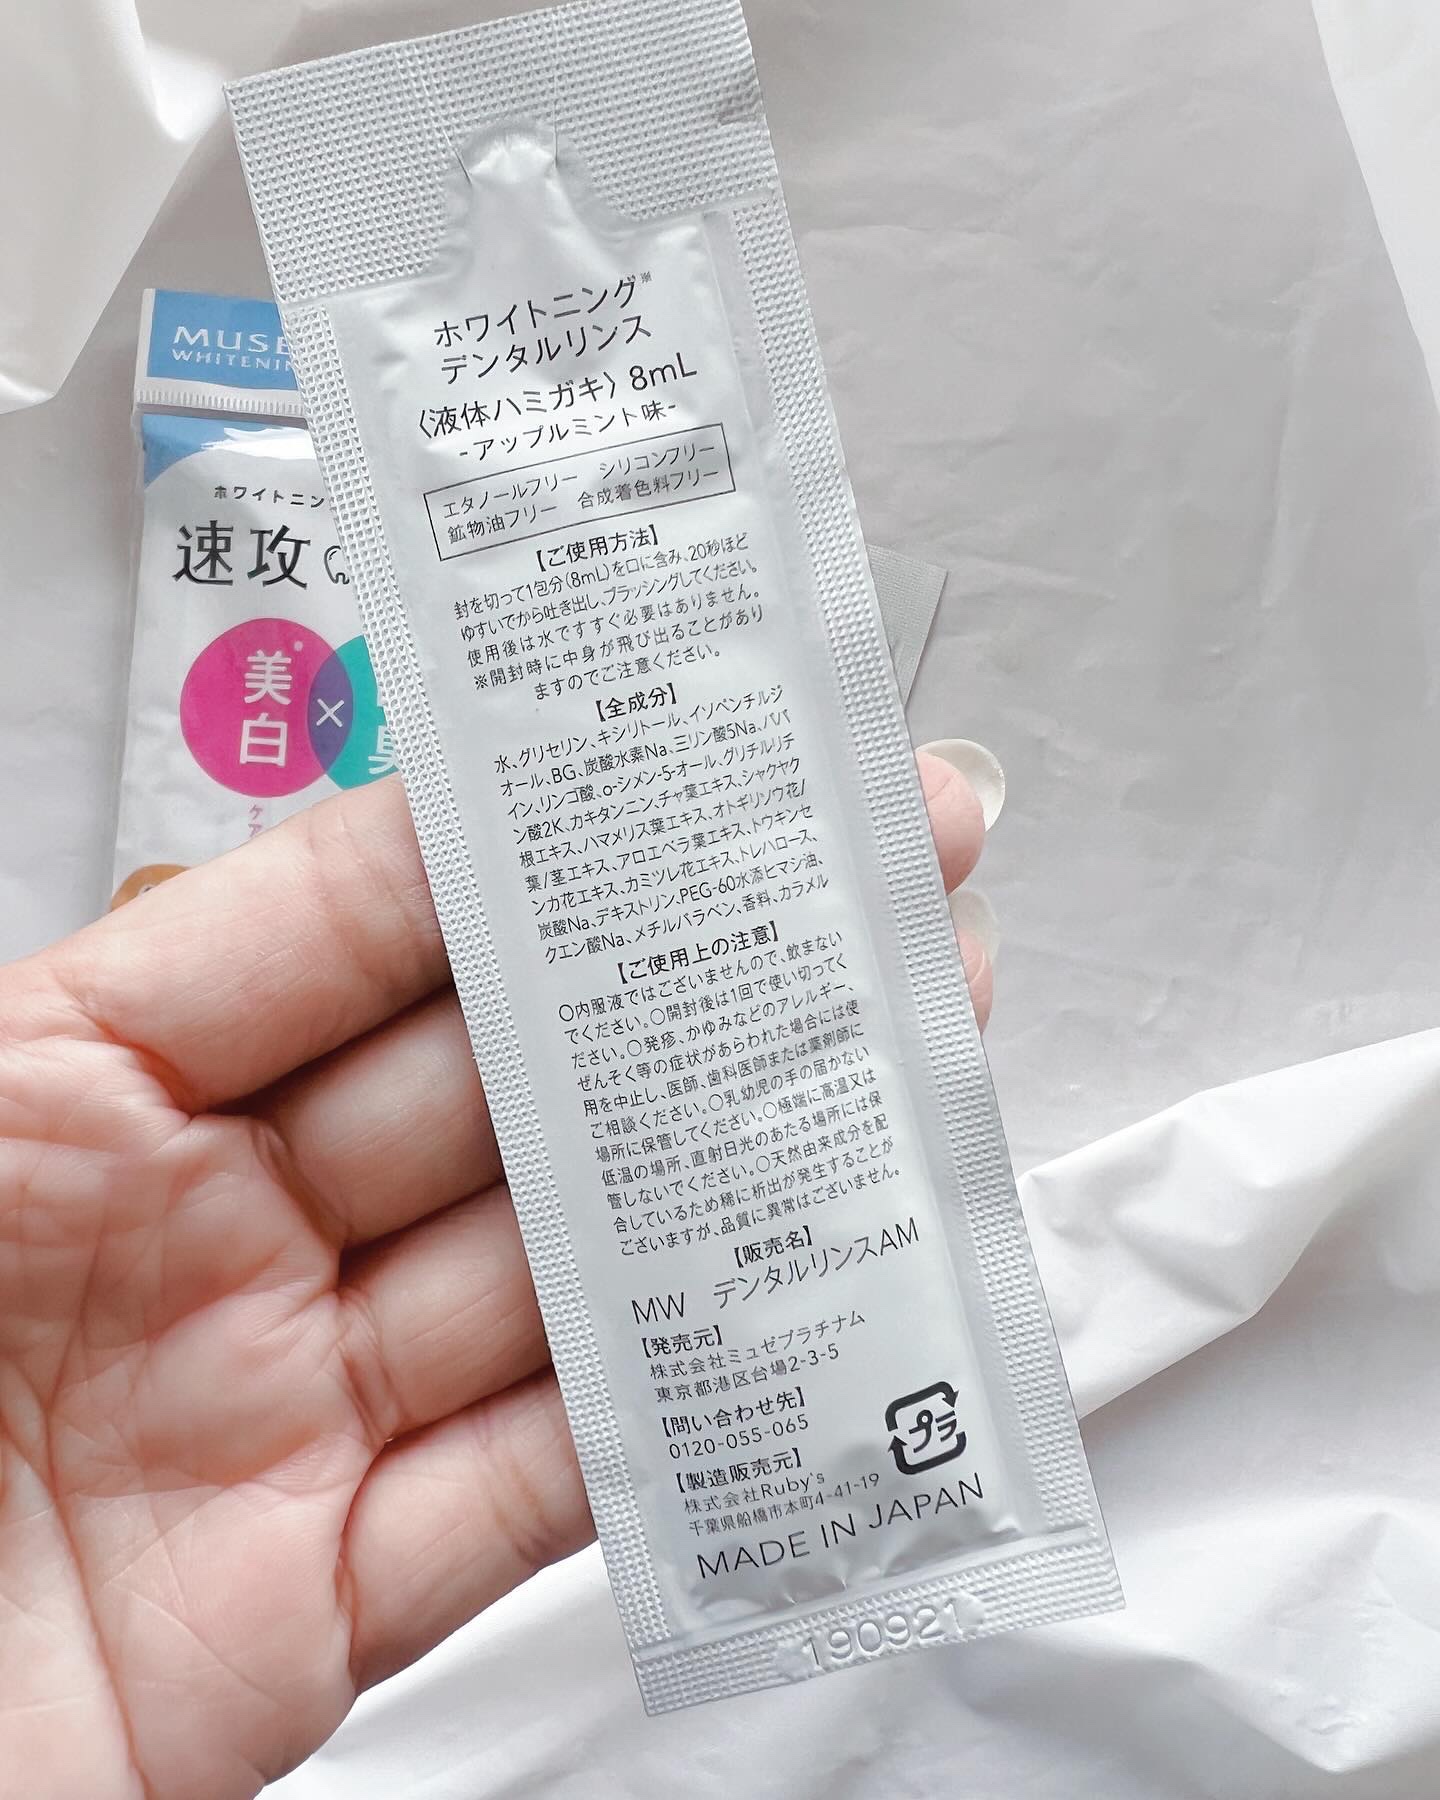 ホワイトニング※
デンタルリンス
〈液体ハミガキ〉8mL
-アップルミント味-
エタノールフリー シリコンフリー
鉱物油フリー 合成着色料フリー
【ご使用方法】
封を切って1包分(8mL)を口に含み、20秒ほど
ゆすいでから吐き出し、ブラッシングしてください。
使用後は水ですすぐ必要はありません。
※開封時に中身が飛び出ることがあり
ますのでご注意ください。
【全成分】
水、グリセリン、キシリトール、イソペンチルジ
オール、BG、炭酸水素Na、三リン酸5Na、パパ
イン、リンゴ酸、o-シメン-5-オール、グリチルリチ
ン酸2K、カキタンニン、チャ葉エキス、シャクヤク
根エキス、ハマメリス葉エキス、オトギリソウ花/
葉/茎エキス、アロエベラ葉エキス、トウキンセ
ンカ花エキス、カミツレ花エキス、トレハロース、
炭酸Na、デキストリン、PEG-60水添ヒマシ油、
クエン酸Na、メチルパラベン、香料、カラメル
【ご使用上の注意】
○内服液ではございませんので、飲まない
でください。○開封後は1回で使い切ってく
ださい。○発疹、かゆみなどのアレルギー、
ぜんそく等の症状があらわれた場合には使
用を中止し、医師、歯科医師または薬剤師に
ご相談ください。○乳幼児の手の届かない
場所に保管してください。○極端に高温又は
低温の場所、直射日光のあたる場所には保
管しないでください。○天然由来成分を配
合しているため稀に析出が発生することが
ございますが、品質に異常はございません。
【販売名】
MW デンタルリンスAM
【発売元】
株式会社ミュゼプラチナム
東京都港区台場2-3-5
【問い合わせ先】
0120-055-065
【製造販売元】
株式会社Ruby's
千葉県船橋市本町4-41-19
プラ
MADE IN JAPAN
190921
MUSE
WHITENIN
ホワイトニン
速攻
美白
×
ケア